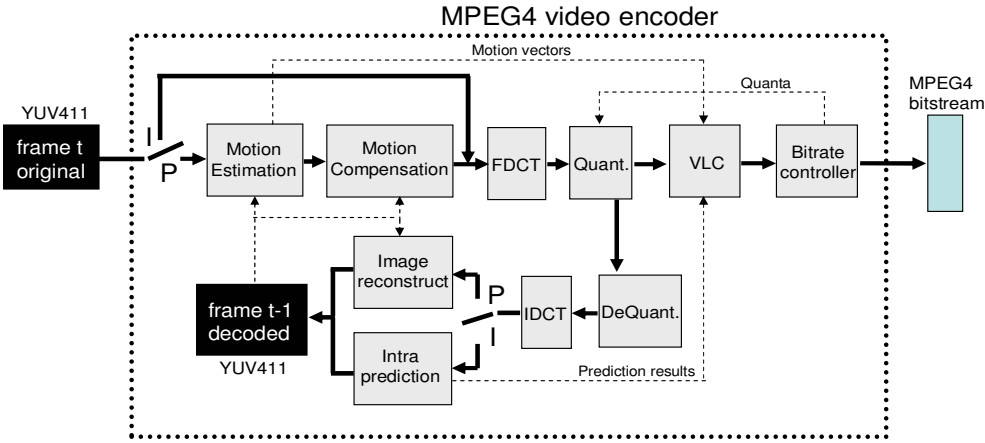 MPEG4 video encoder
Motion vectors
Quanta
MPEG4
bitstream
YUV411
frame t
original
I
P
Motion
Estimation
Motion
Compensation
FDCT
Quant.
VLC
Bitrate
controller
Image
reconstruct
frame t-1
decoded
YUV411
P
I
IDCT
DeQuant.
Intra
prediction
Prediction results